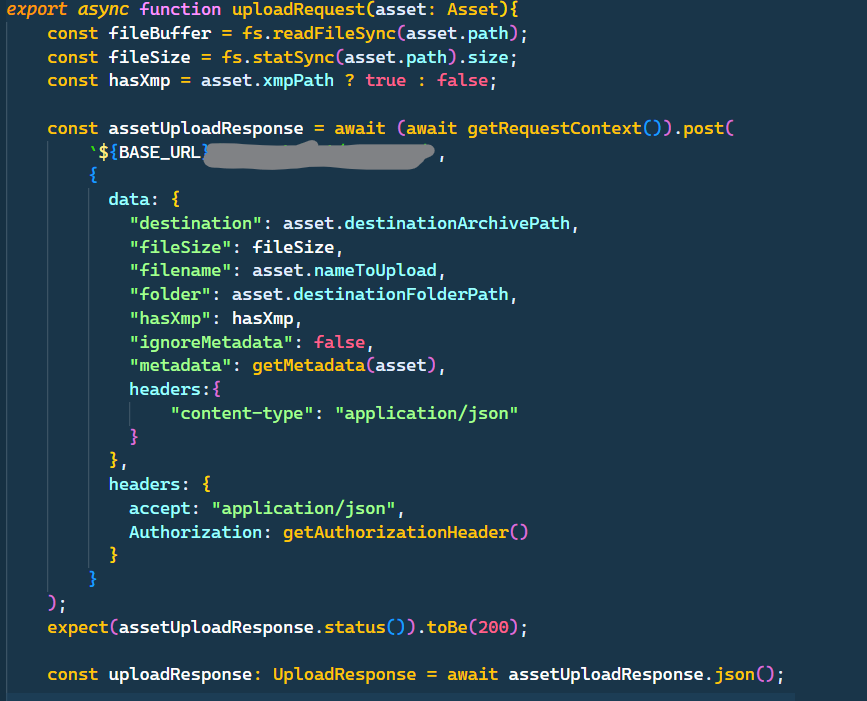 export async function uploadRequest(asset: Asset){
    const fileBuffer = fs.readFileSync(asset.path);
    const fileSize = fs.statSync(asset.path).size;
    const hasXmp = asset.xmpPath ? true : false;

    const assetUploadResponse = await (await getRequestContext()).post(
        `${BASE_URL} ,
        {
          data: {
            "destination": asset.destinationArchivePath,
            "fileSize": fileSize,
            "filename": asset.nameToUpload,
            "folder": asset.destinationFolderPath,
            "hasXmp": hasXmp,
            "ignoreMetadata": false,
            "metadata": getMetadata(asset),
            headers:{
                "content-type": "application/json"
            }
          },
          headers: {
            accept: "application/json",
            Authorization: getAuthorizationHeader()
          }
        }
    );
    expect(assetUploadResponse.status()).toBe(200);

    const uploadResponse: UploadResponse = await assetUploadResponse.json();